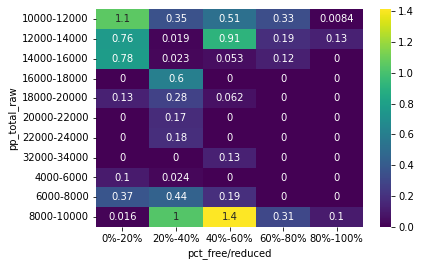 10000-12000 1.1 0.35 0.51 0.33 0.0084
12000-14000 0.76 0.019 0.91 0.19 0.13
14000-16000 0.78 0.023 0.053 0.12 0
16000-18000 0 0.6 0 0 0
18000-20000 0.13 0.28 0.062 0 0
20000-22000 0 0.17 0 0 0
22000-24000 0 0.18 0 0 0
32000-34000 0 0 0.13 0 0
4000-6000 0.1 0.024 0 0 0
6000-8000 0.37 0.44 0.19 0 0
8000-10000 0.016 1 1.4 0.31 0.1
0%-20% 20%-40% 40%-60% 60%-80% 80%-100%
pct_free/reduced
pp_total_raw
1.4
1.2
1.0
0.8
0.6
0.4
0.2
0.0